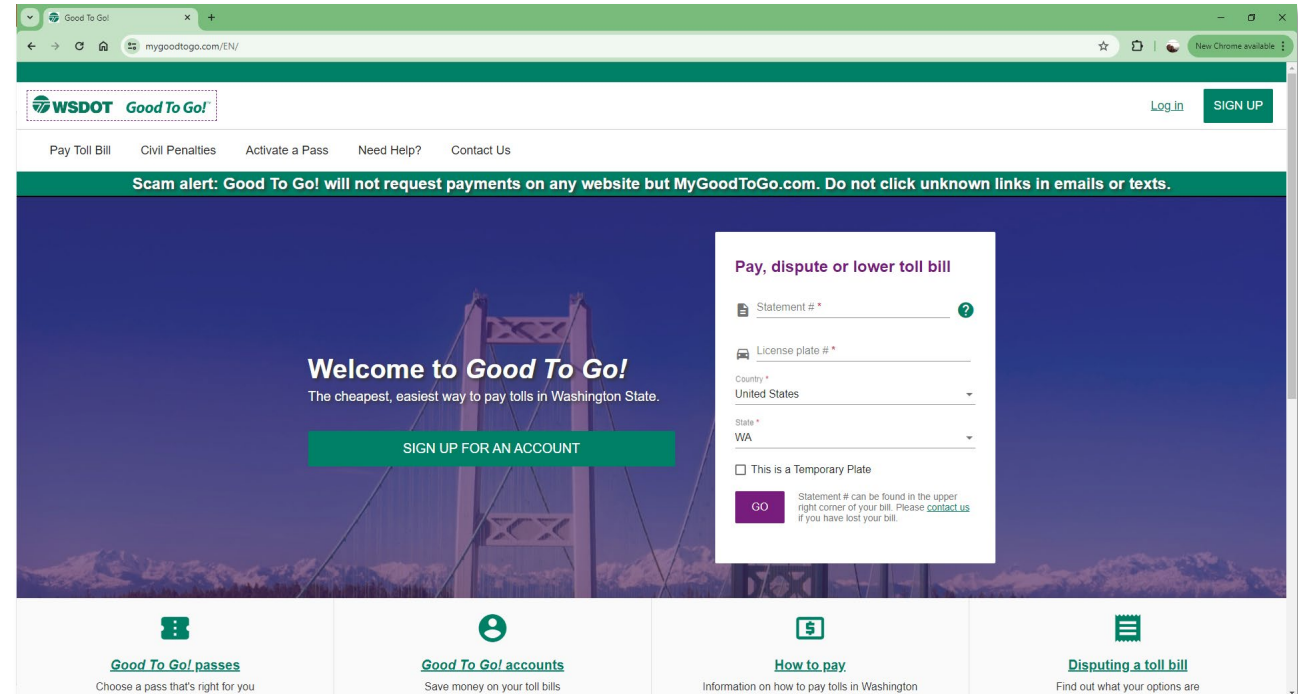 Good To Go!
mygoodtogo.com/EN/
New Chrome available
WSDOT Good To Go!™
Log in
SIGN UP
Pay Toll Bill
Civil Penalties
Activate a Pass
Need Help?
Contact Us
Scam alert: Good To Go! will not request payments on any website but MyGoodToGo.com. Do not click unknown links in emails or texts.
Welcome to Good To Go!
The cheapest, easiest way to pay tolls in Washington State.
SIGN UP FOR AN ACCOUNT
Pay, dispute or lower toll bill
Statement # *
License plate # *
Country *
United States
State *
WA
This is a Temporary Plate
GO
Statement # can be found in the upper
right corner of your bill. Please contact us
if you have lost your bill.
Good To Go! passes
Choose a pass that's right for you
Good To Go! accounts
Save money on your toll bills
How to pay
Information on how to pay tolls in Washington
Disputing a toll bill
Find out what your options are